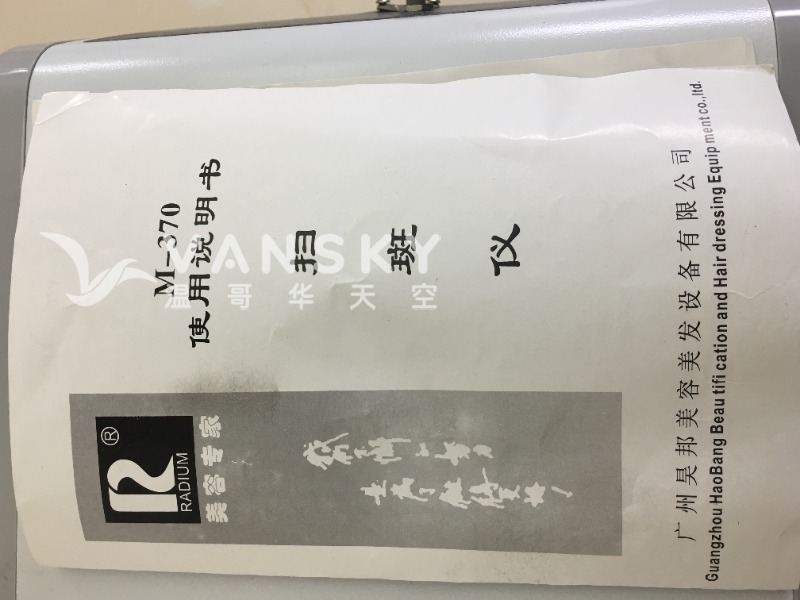 M-370
使用说明书
扫
斑
仪
®
RADIUM
美容专家
广州昊邦美容美发设备有限公司
Guangzhou HaoBang Beau tifi cation and Hair dressing Equip ment co.,ltd.
VANSKY
温哥华天空